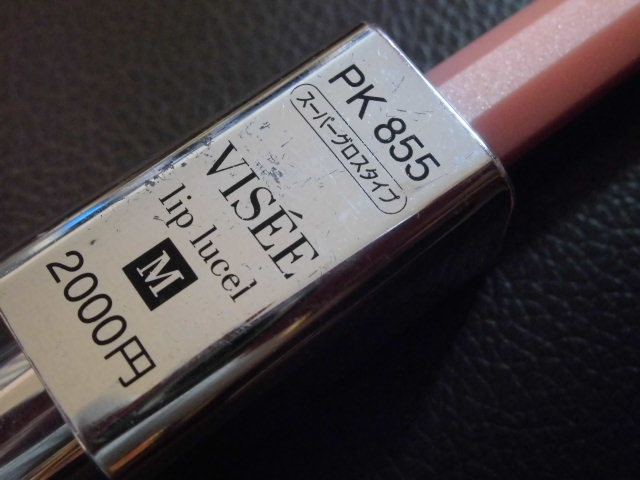 PK 855
スーパーグロスタイプ
VISÉE
lip lucel
M
2000円